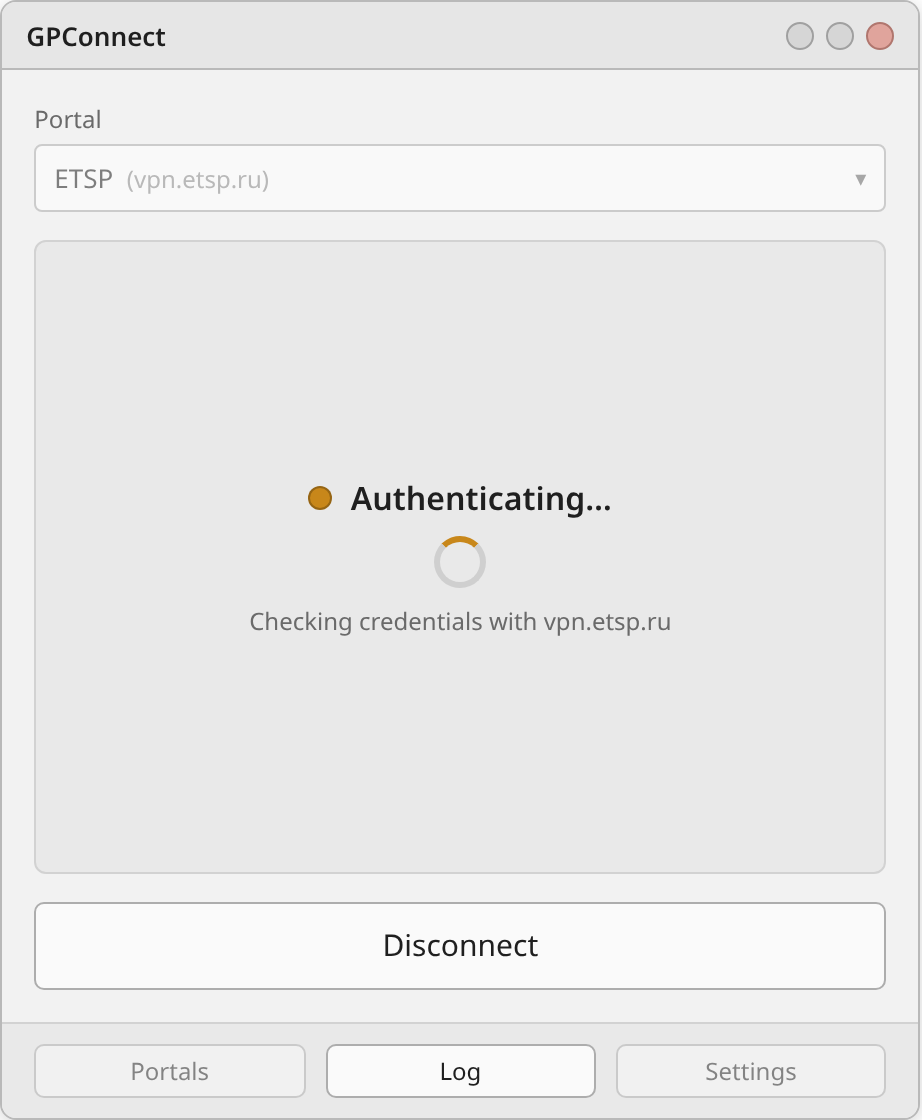 GPConnect
Portal
ETSP (vpn.etsp.ru)
Authenticating...
Checking credentials with vpn.etsp.ru
Disconnect
Portals Log Settings